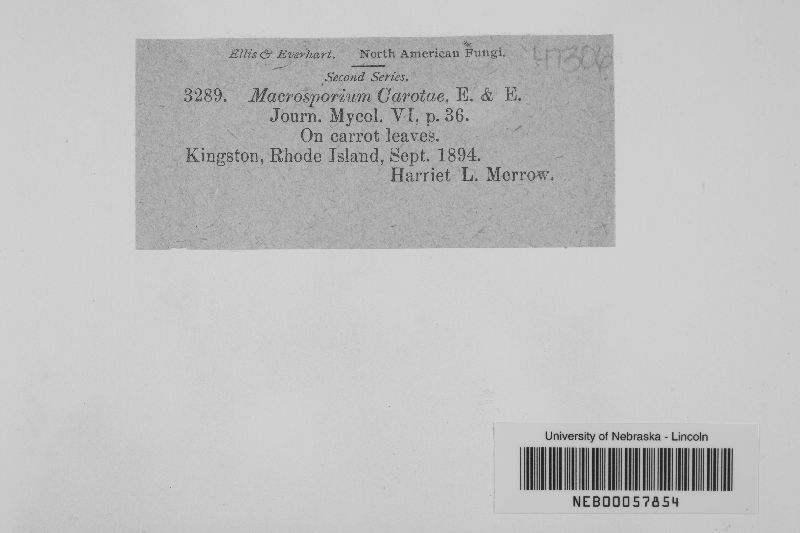 Ellis & Everhart. North American Fungi.
Second Series.
3289. Macrosporium Carotae, E. & E.
Journ. Mycol. VI, p. 36.
On carrot leaves.
Kingston, Rhode Island, Sept. 1894.
Harriet L. Merrow.
University of Nebraska - Lincoln
NEB00057854